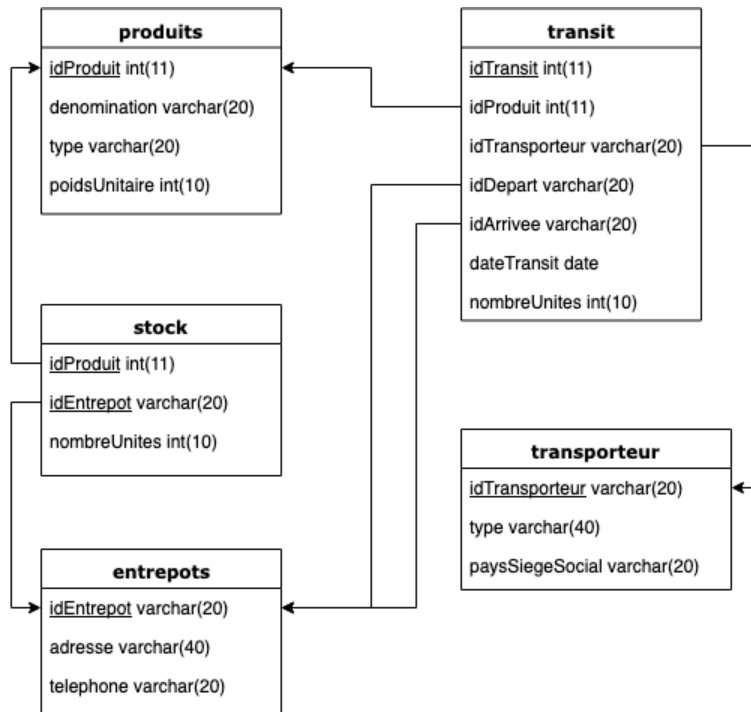 produits
idProduit int(11)
denomination varchar(20)
type varchar(20)
poidsUnitaire int(10)
transit
idTransit int(11)
idProduit int(11)
idTransporteur varchar(20)
idDepart varchar(20)
idArrivee varchar(20)
dateTransit date
nombreUnites int(10)
stock
idProduit int(11)
idEntrepot varchar(20)
nombreUnites int(10)
transporteur
idTransporteur varchar(20)
type varchar(40)
paysSiegeSocial varchar(20)
entrepots
idEntrepot varchar(20)
adresse varchar(40)
telephone varchar(20)